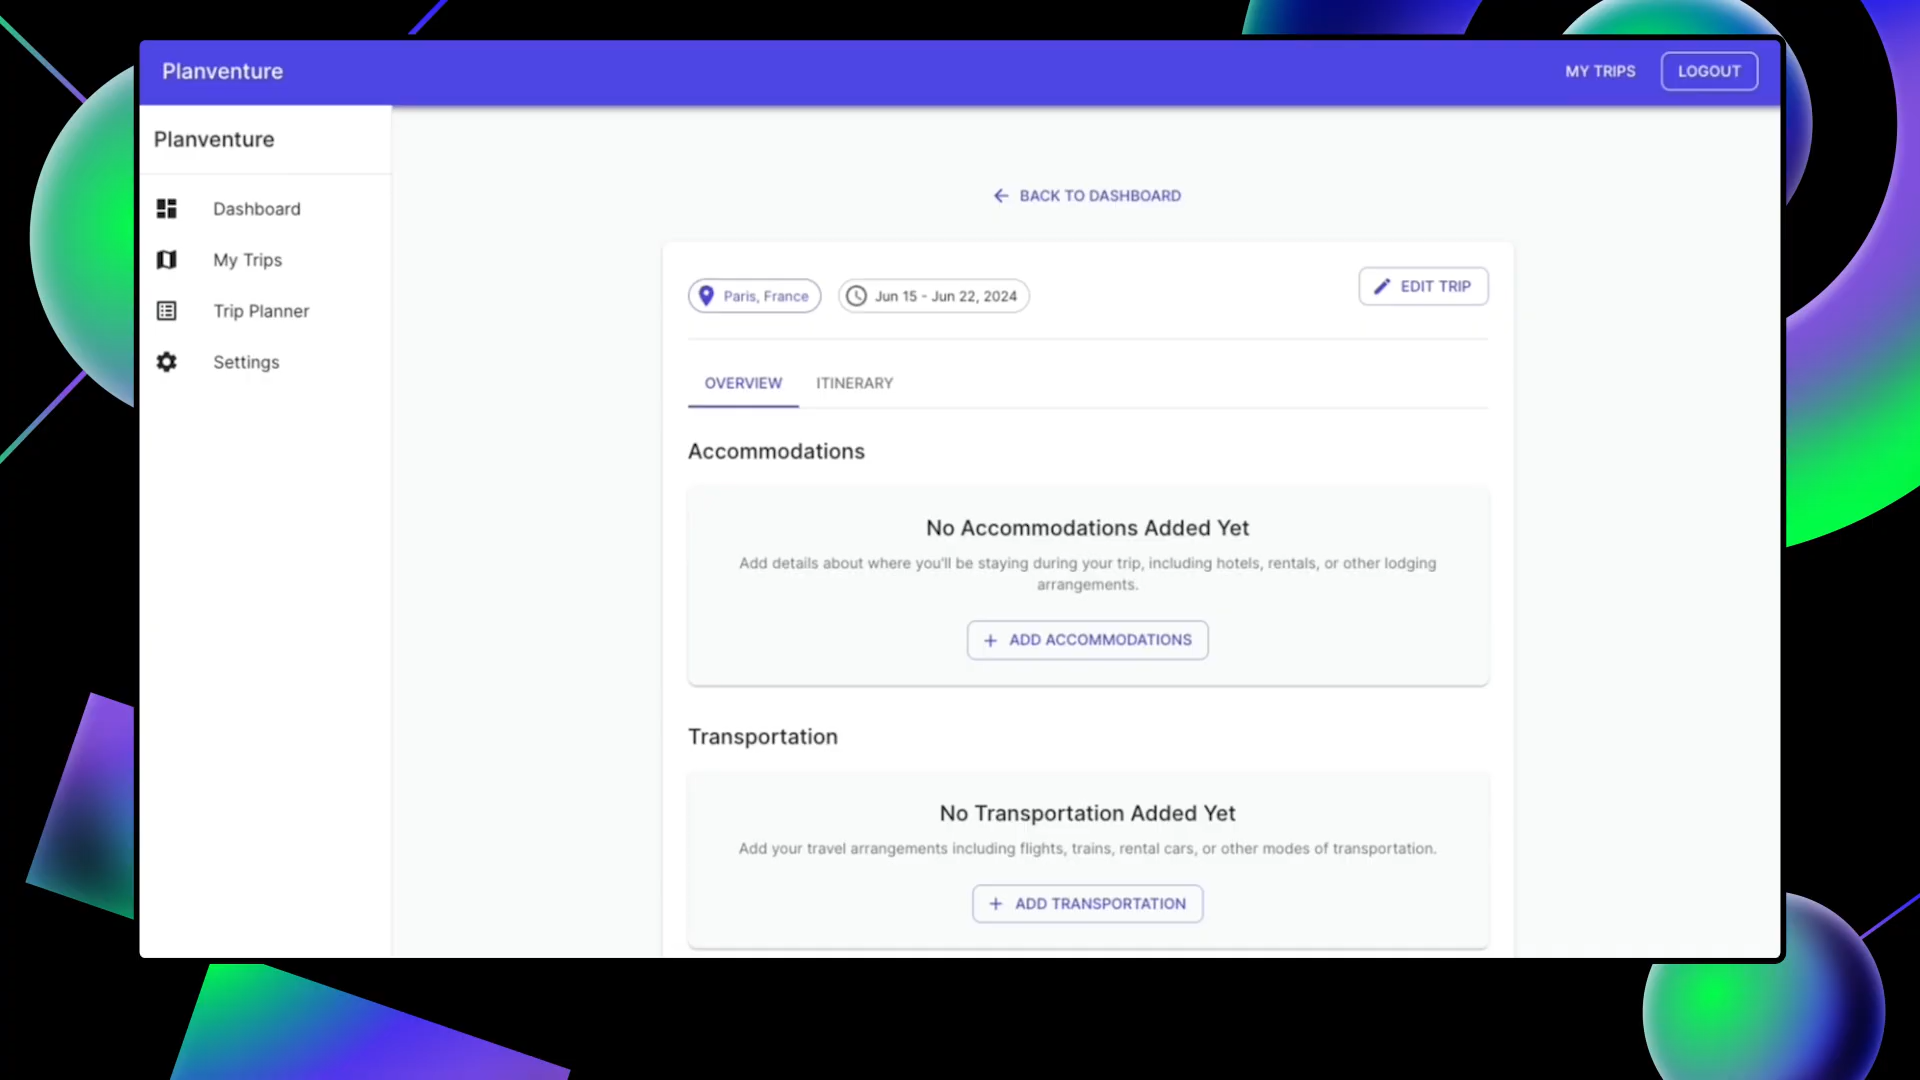 Planventure
MY TRIPS
LOGOUT
Planventure
Dashboard
My Trips
Trip Planner
Settings
BACK TO DASHBOARD
Paris, France
Jun 15 - Jun 22, 2024
EDIT TRIP
OVERVIEW
ITINERARY
Accommodations
No Accommodations Added Yet
Add details about where you'll be staying during your trip, including hotels, rentals, or other lodging
arrangements.
+ ADD ACCOMMODATIONS
Transportation
No Transportation Added Yet
Add your travel arrangements including flights, trains, rental cars, or other modes of transportation.
+ ADD TRANSPORTATION